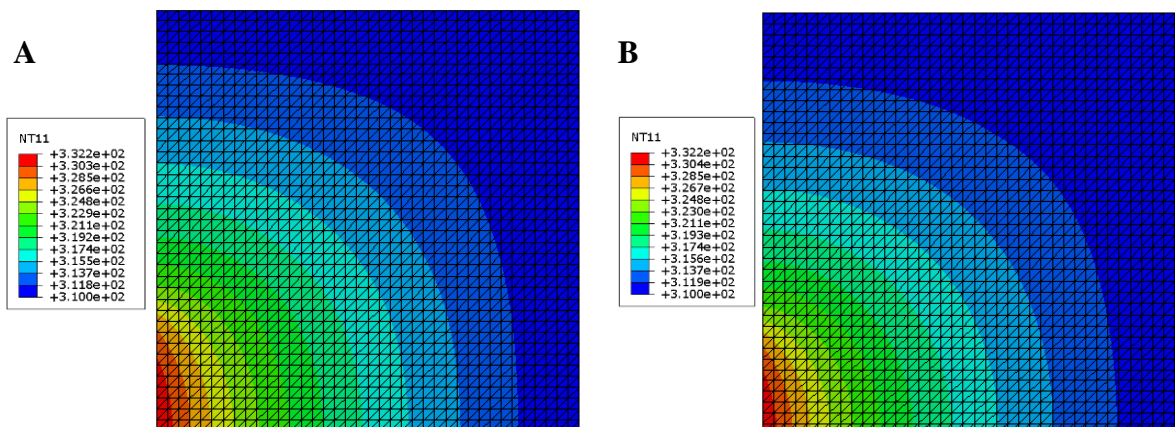 A
NT11
+3.322e+02
+3.303e+02
+3.285e+02
+3.266e+02
+3.248e+02
+3.229e+02
+3.211e+02
+3.192e+02
+3.174e+02
+3.155e+02
+3.137e+02
+3.118e+02
+3.100e+02
B
NT11
+3.322e+02
+3.304e+02
+3.285e+02
+3.267e+02
+3.248e+02
+3.230e+02
+3.211e+02
+3.193e+02
+3.174e+02
+3.156e+02
+3.137e+02
+3.119e+02
+3.100e+02